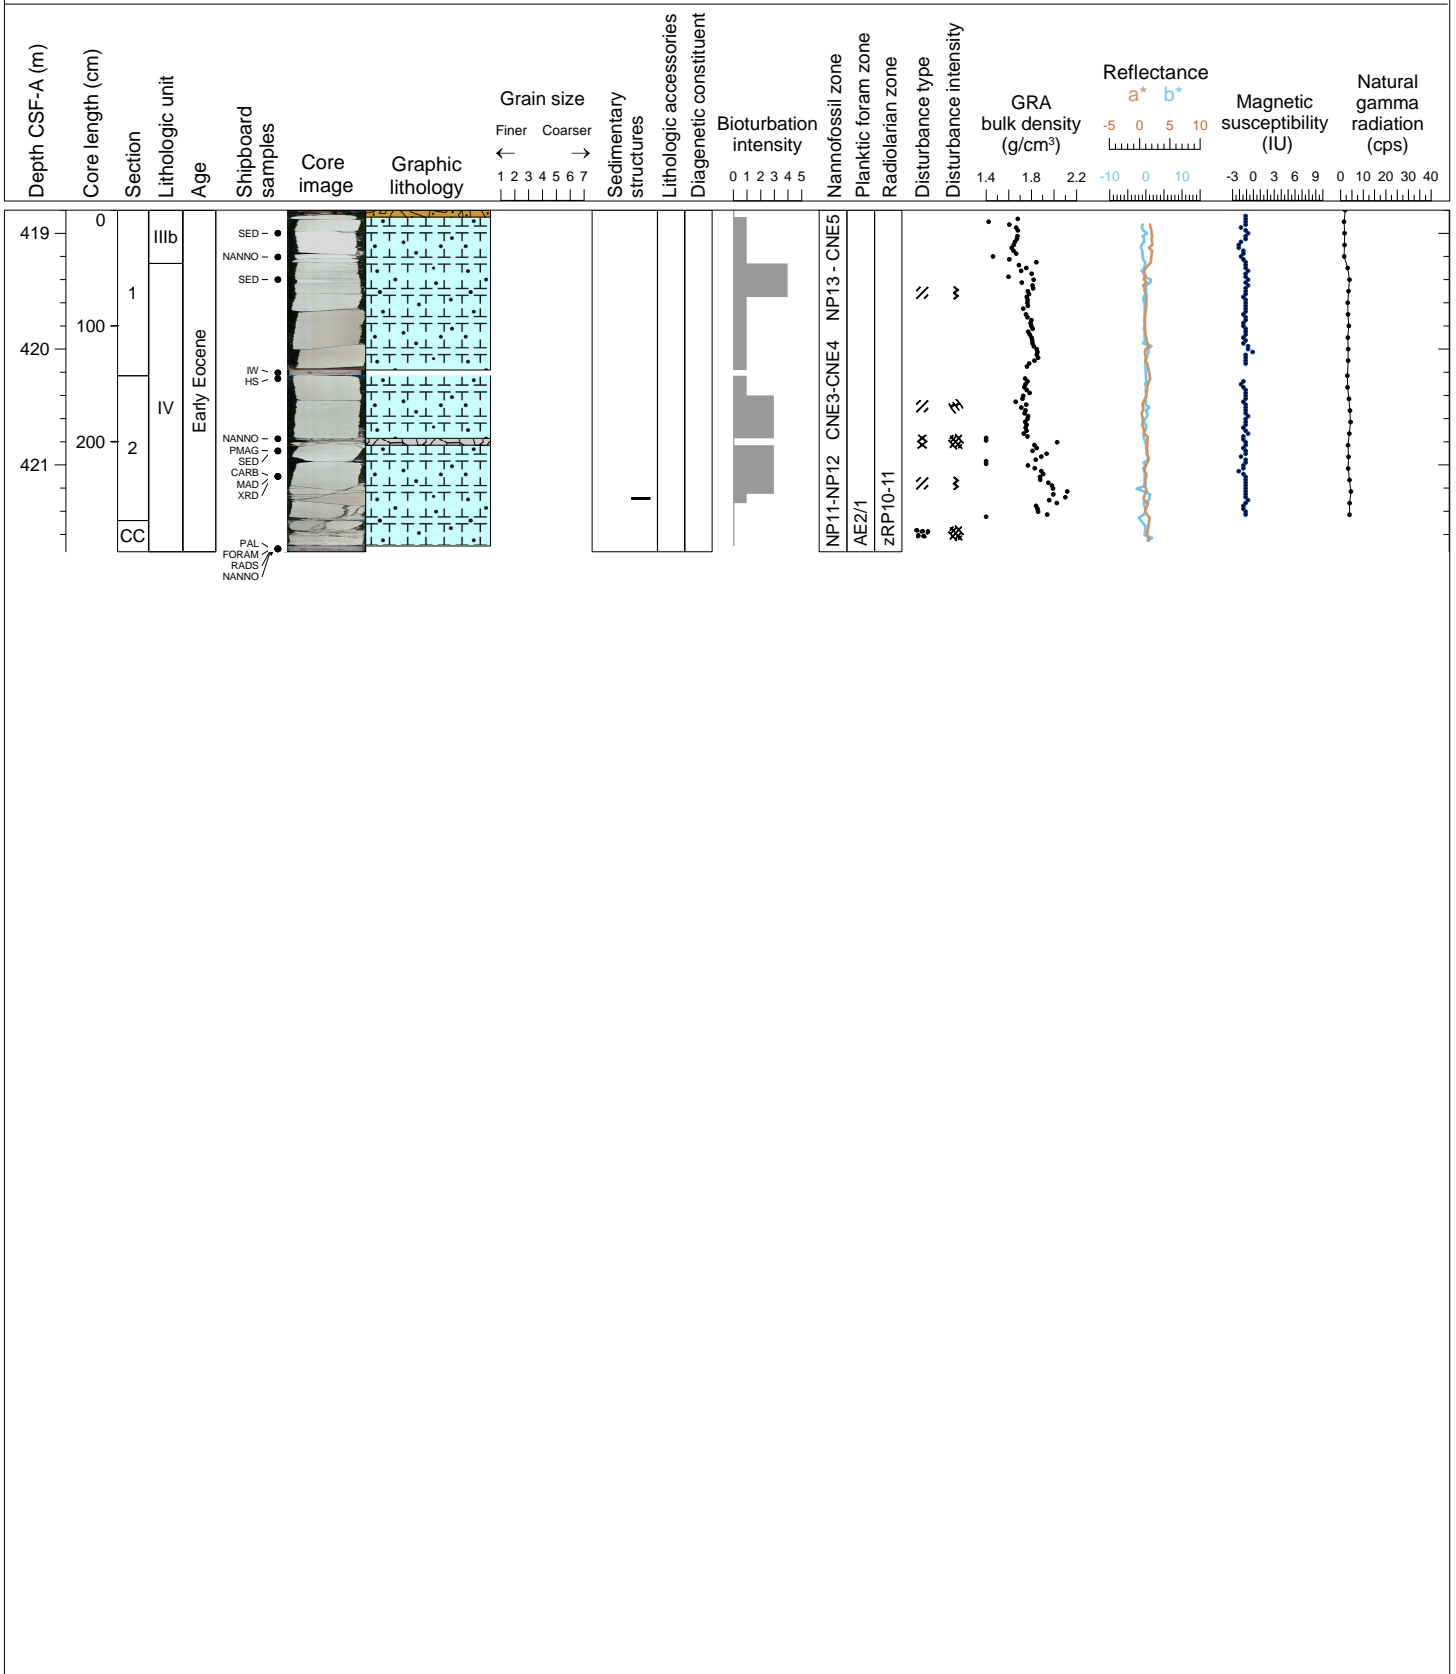 Depth CSF-A (m)
Core length (cm)
Section
Lithologic unit
Age
Shipboard
samples
Core
image
Graphic
lithology
Grain size
Finer Coarser
← →
1 2 3 4 5 6 7
Sedimentary
structures
Lithologic accessories
Diagenetic constituent
Bioturbation
intensity
0 1 2 3 4 5
Nannofossil zone
Planktic foram zone
Radiolarian zone
Disturbance type
Disturbance intensity
GRA
bulk density
(g/cm³)
1.4 1.8 2.2
Reflectance
a* b*
-5 0 5 10
-10 0 10
Magnetic
susceptibility
(IU)
-3 0 3 6 9
Natural
gamma
radiation
(cps)
0 10 20 30 40
419
420
421
0
100
200
1
2
CC
IIIb
IV
Early Eocene
SED
NANNO
SED
IW
HS
NANNO
PMAG
SED
CARB
MAD
XRD
PAL
FORAM
RADS
NANNO
NP11-NP12 CNE3-CNE4 NP13 - CNE5
AE2/1
zRP10-11